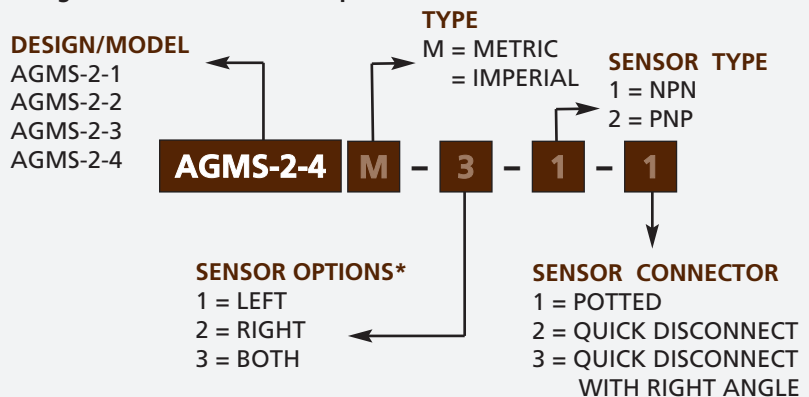 TYPE
M = METRIC
= IMPERIAL
DESIGN/MODEL
AGMS-2-1
AGMS-2-2
AGMS-2-3
AGMS-2-4
SENSOR TYPE
1 = NPN
2 = PNP
AGMS-2-4 M - 3 - 1 - 1
SENSOR OPTIONS*
1 = LEFT
2 = RIGHT
3 = BOTH
SENSOR CONNECTOR
1 = POTTED
2 = QUICK DISCONNECT
3 = QUICK DISCONNECT
WITH RIGHT ANGLE